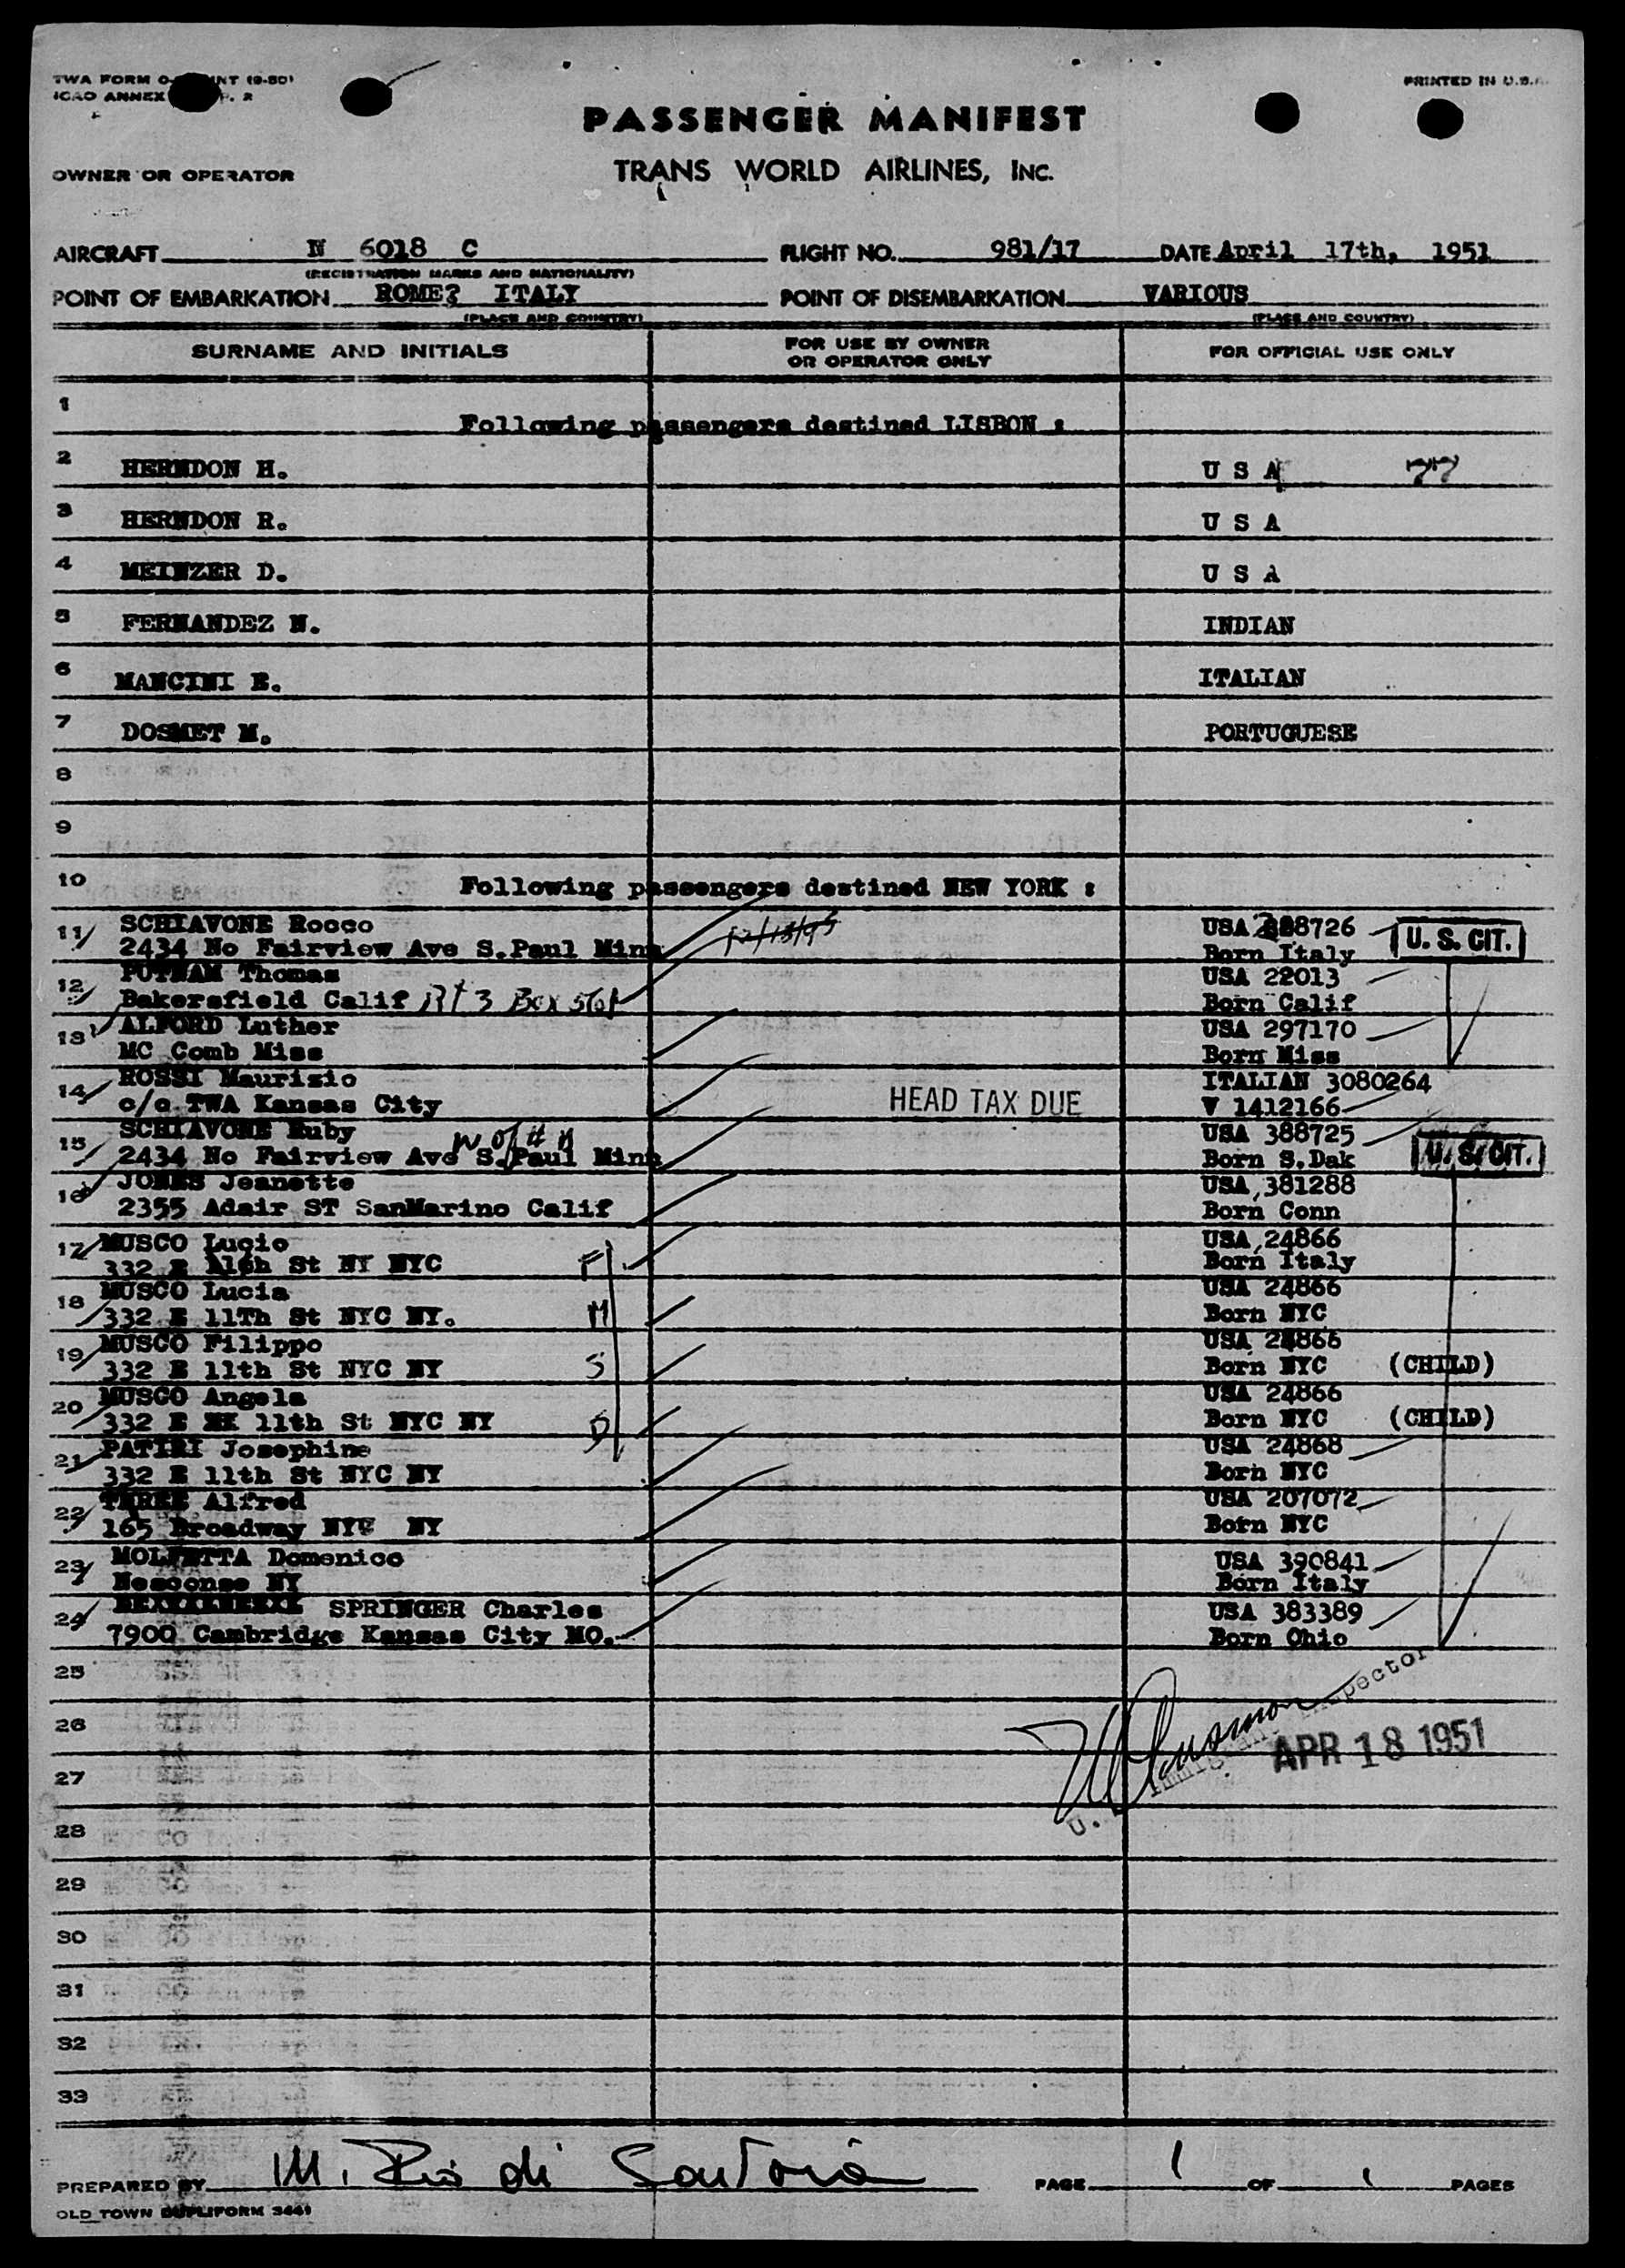 TWA FORM
PRINTED IN U.S.A.
ICAO ANNEX P. 2
PASSENGER MANIFEST
OWNER OR OPERATOR
TRANS WORLD AIRLINES, INC.
AIRCRAFT N 6018 C FLIGHT NO. 981/17 DATE April 17th, 1951
(REGISTRATION MARKS AND NATIONALITY)
POINT OF EMBARKATION ROME? ITALY POINT OF DISEMBARKATION VARIOUS
(PLACE AND COUNTRY) (PLACE AND COUNTRY)
SURNAME AND INITIALS FOR USE BY OWNER OR OPERATOR ONLY FOR OFFICIAL USE ONLY
1 Following passengers destined LISBON :
2 HERNDON H. U S A 77
3 HERNDON R. U S A
4 MEINZER D. U S A
5 FERNANDEZ N. INDIAN
6 MANCINI E. ITALIAN
7 DOSMET M. PORTUGUESE
8
9
10 Following passengers destined NEW YORK :
11 SCHIAVONE Rocco 12/15/95 USA 388726 U. S. CIT.
2434 No Fairview Ave S.Paul Minn Born Italy
12 PUTNAM Thomas USA 22013
Bakersfield Calif Rt 3 Box 561 Born Calif
13 ALFORD Luther USA 297170
MC Comb Miss Born Miss
14 ROSSI Maurizio ITALIAN 3080264
c/o TWA Kansas City HEAD TAX DUE V 1412166
15 SCHIAVONE Ruby W of # 11 USA 388725
2434 No Fairview Ave S.Paul Minn Born S.Dak U. S. CIT.
16 JONES Jeanette USA 381288
2355 Adair ST SanMarino Calif Born Conn
17 MUSCO Lucio USA 24866
332 E 11th St NY NYC F Born Italy
18 MUSCO Lucia USA 24866
332 E 11Th St NYC NY. M Born NYC
19 MUSCO Filippo USA 24866
332 E 11th St NYC NY S Born NYC (CHILD)
20 MUSCO Angela USA 24866
332 E 11th St NYC NY D Born NYC (CHILD)
21 PATIRI Josephine USA 24868
332 E 11th St NYC NY Born NYC
22 Alfred USA 207072
165 Broadway NYC NY Born NYC
23 MOLFETTA Domenico USA 390841
NY Born Italy
24 SPRINGER Charles USA 383389
7900 Cambridge Kansas City MO. Born Ohio
25
26
U. S. Immigrant Inspector
APR 18 1951
27
28
29
30
31
32
33
PREPARED BY M. Rio di Santoria PAGE 1 OF 1 PAGES
OLD TOWN DUPLIFORM 3441